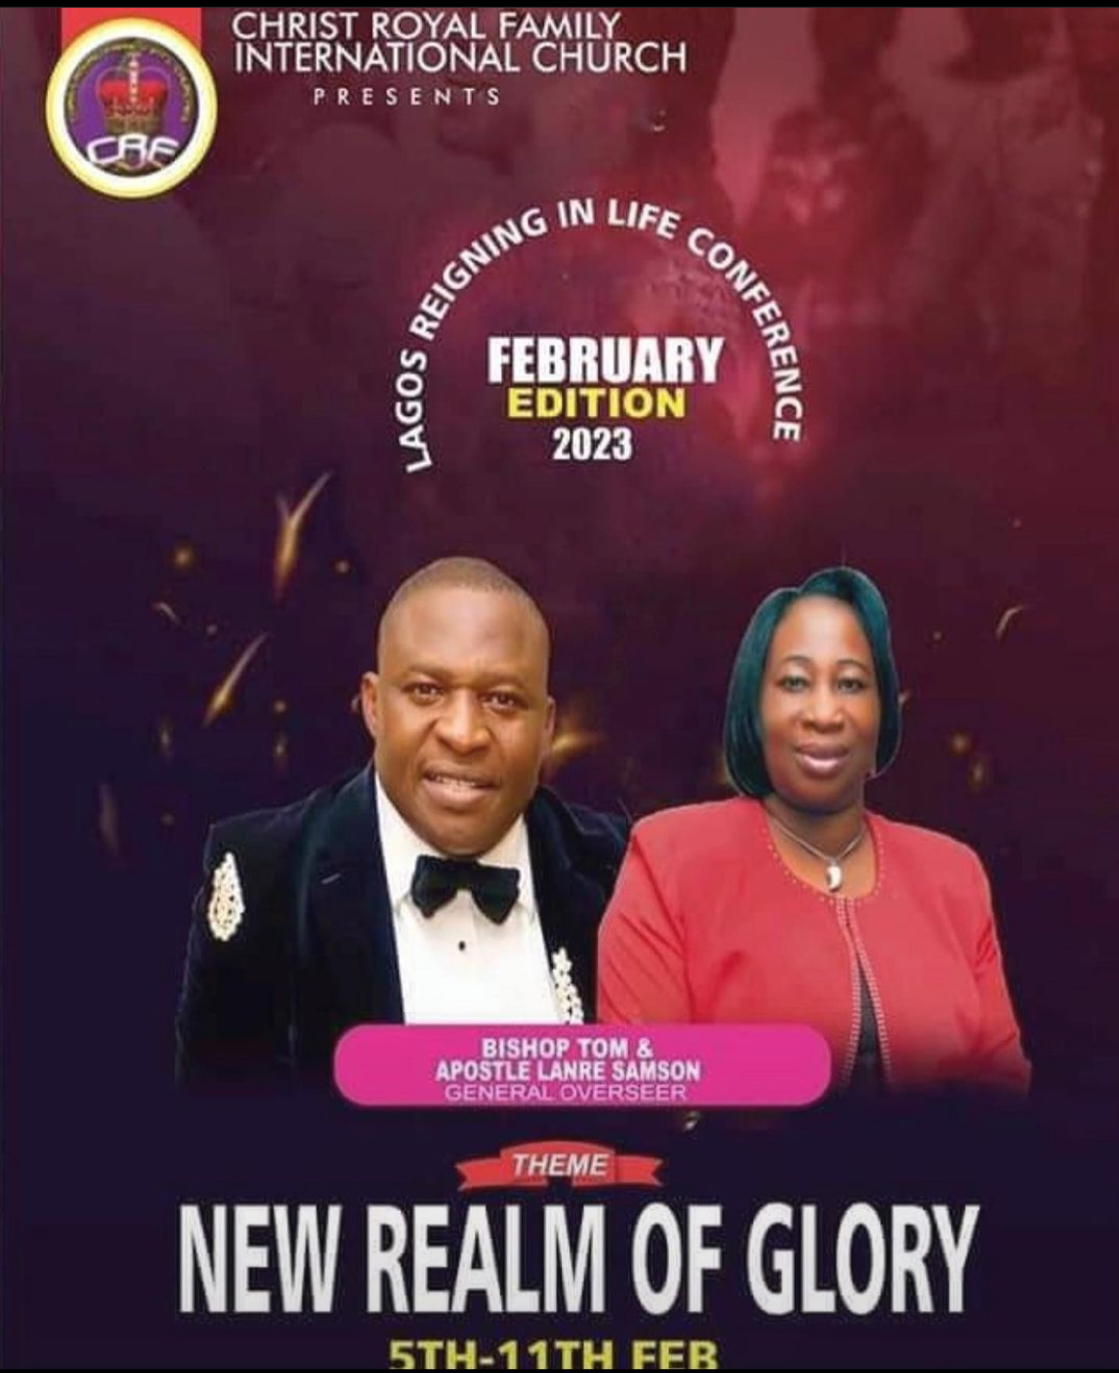 CHRIST ROYAL FAMILY
INTERNATIONAL CHURCH
PRESENTS
CRF
LAGOS REIGNING IN LIFE CONFERENCE
FEBRUARY
EDITION
2023
BISHOP TOM &
APOSTLE LANRE SAMSON
GENERAL OVERSEER
THEME
NEW REALM OF GLORY
5TH-11TH FEB